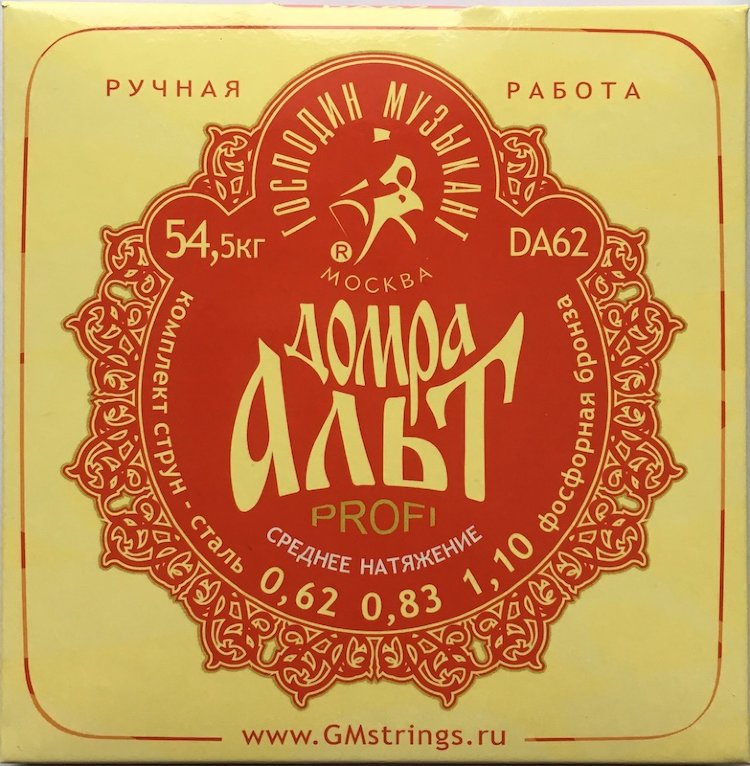 РУЧНАЯ РАБОТА
ГОСПОДИН МУЗЫКАНТ
®
МОСКВА
54,5кг
DA62
ДОМРА
АЛЬТ
PROFI
СРЕДНЕЕ НАТЯЖЕНИЕ
комплект струн - сталь 0,62 0,83 1,10 фосфорная бронза
www.GMstrings.ru